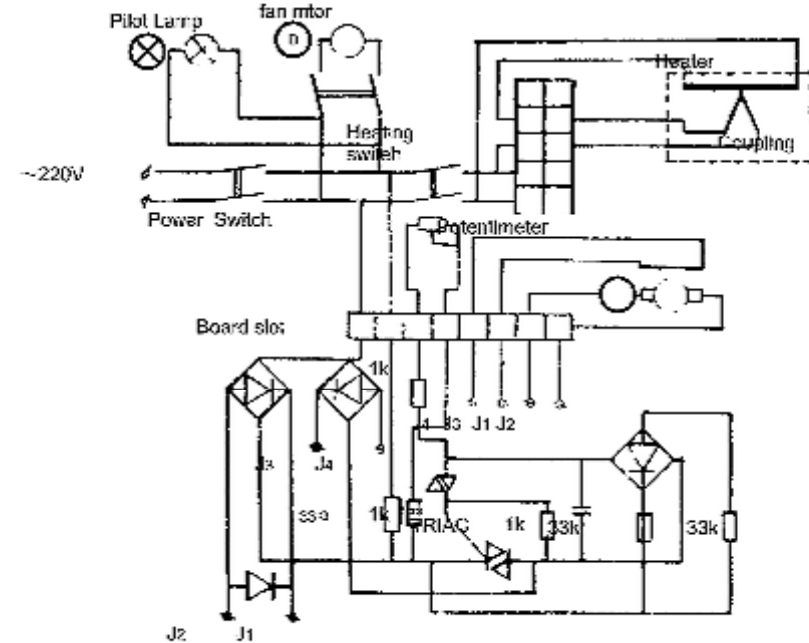 Pilot Lamp
fan mtor
Heater
Heating
switch
Coupling
~220V
Power Switch
Potentimeter
Board slot
1k
J3 J1 J2
J3
J4
1k
TRIAC
1k
33k
33k
J2
J1